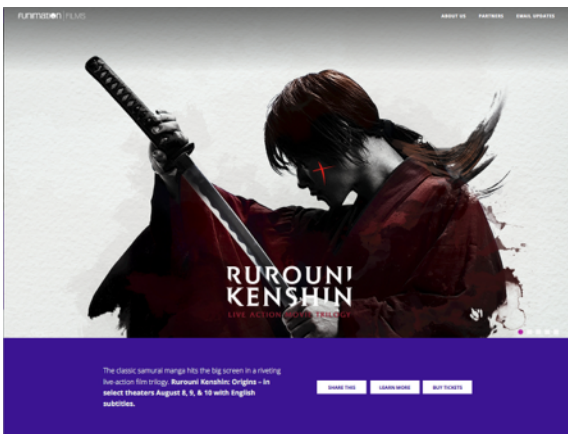 FUNIMATION | FILMS
ABOUT US PARTNERS EMAIL UPDATES
RUROUNI
KENSHIN
LIVE ACTION MOVIE TRILOGY
The classic samurai manga hits the big screen in a riveting
live-action film trilogy. Rurouni Kenshin: Origins – in
select theaters August 8, 9, & 10 with English
subtitles.
SHARE THIS LEARN MORE BUY TICKETS